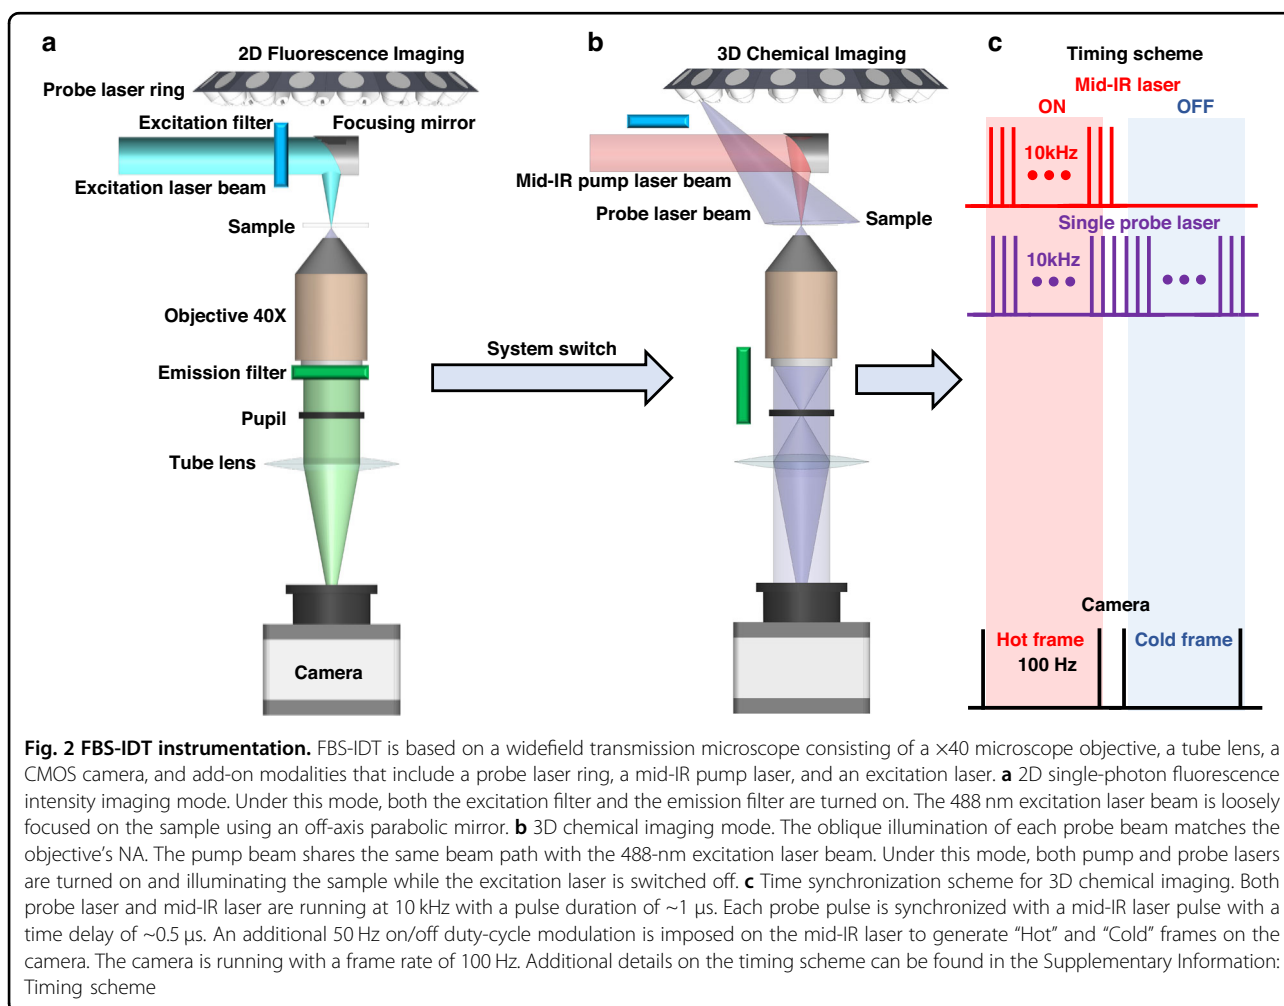 a
2D Fluorescence Imaging
Probe laser ring
Excitation filter
Focusing mirror
Excitation laser beam
Sample
Objective 40X
Emission filter
Pupil
Tube lens
Camera
System switch
b
3D Chemical Imaging
Mid-IR pump laser beam
Probe laser beam
Sample
c
Timing scheme
Mid-IR laser
ON
OFF
10kHz
Single probe laser
10kHz
Camera
Hot frame
Cold frame
100 Hz
Fig. 2 FBS-IDT instrumentation. FBS-IDT is based on a widefield transmission microscope consisting of a ×40 microscope objective, a tube lens, a
CMOS camera, and add-on modalities that include a probe laser ring, a mid-IR pump laser, and an excitation laser. a 2D single-photon fluorescence
intensity imaging mode. Under this mode, both the excitation filter and the emission filter are turned on. The 488 nm excitation laser beam is loosely
focused on the sample using an off-axis parabolic mirror. b 3D chemical imaging mode. The oblique illumination of each probe beam matches the
objective's NA. The pump beam shares the same beam path with the 488-nm excitation laser beam. Under this mode, both pump and probe lasers
are turned on and illuminating the sample while the excitation laser is switched off. c Time synchronization scheme for 3D chemical imaging. Both
probe laser and mid-IR laser are running at 10 kHz with a pulse duration of ~1 µs. Each probe pulse is synchronized with a mid-IR laser pulse with a
time delay of ~0.5 µs. An additional 50 Hz on/off duty-cycle modulation is imposed on the mid-IR laser to generate “Hot” and “Cold” frames on the
camera. The camera is running with a frame rate of 100 Hz. Additional details on the timing scheme can be found in the Supplementary Information:
Timing scheme